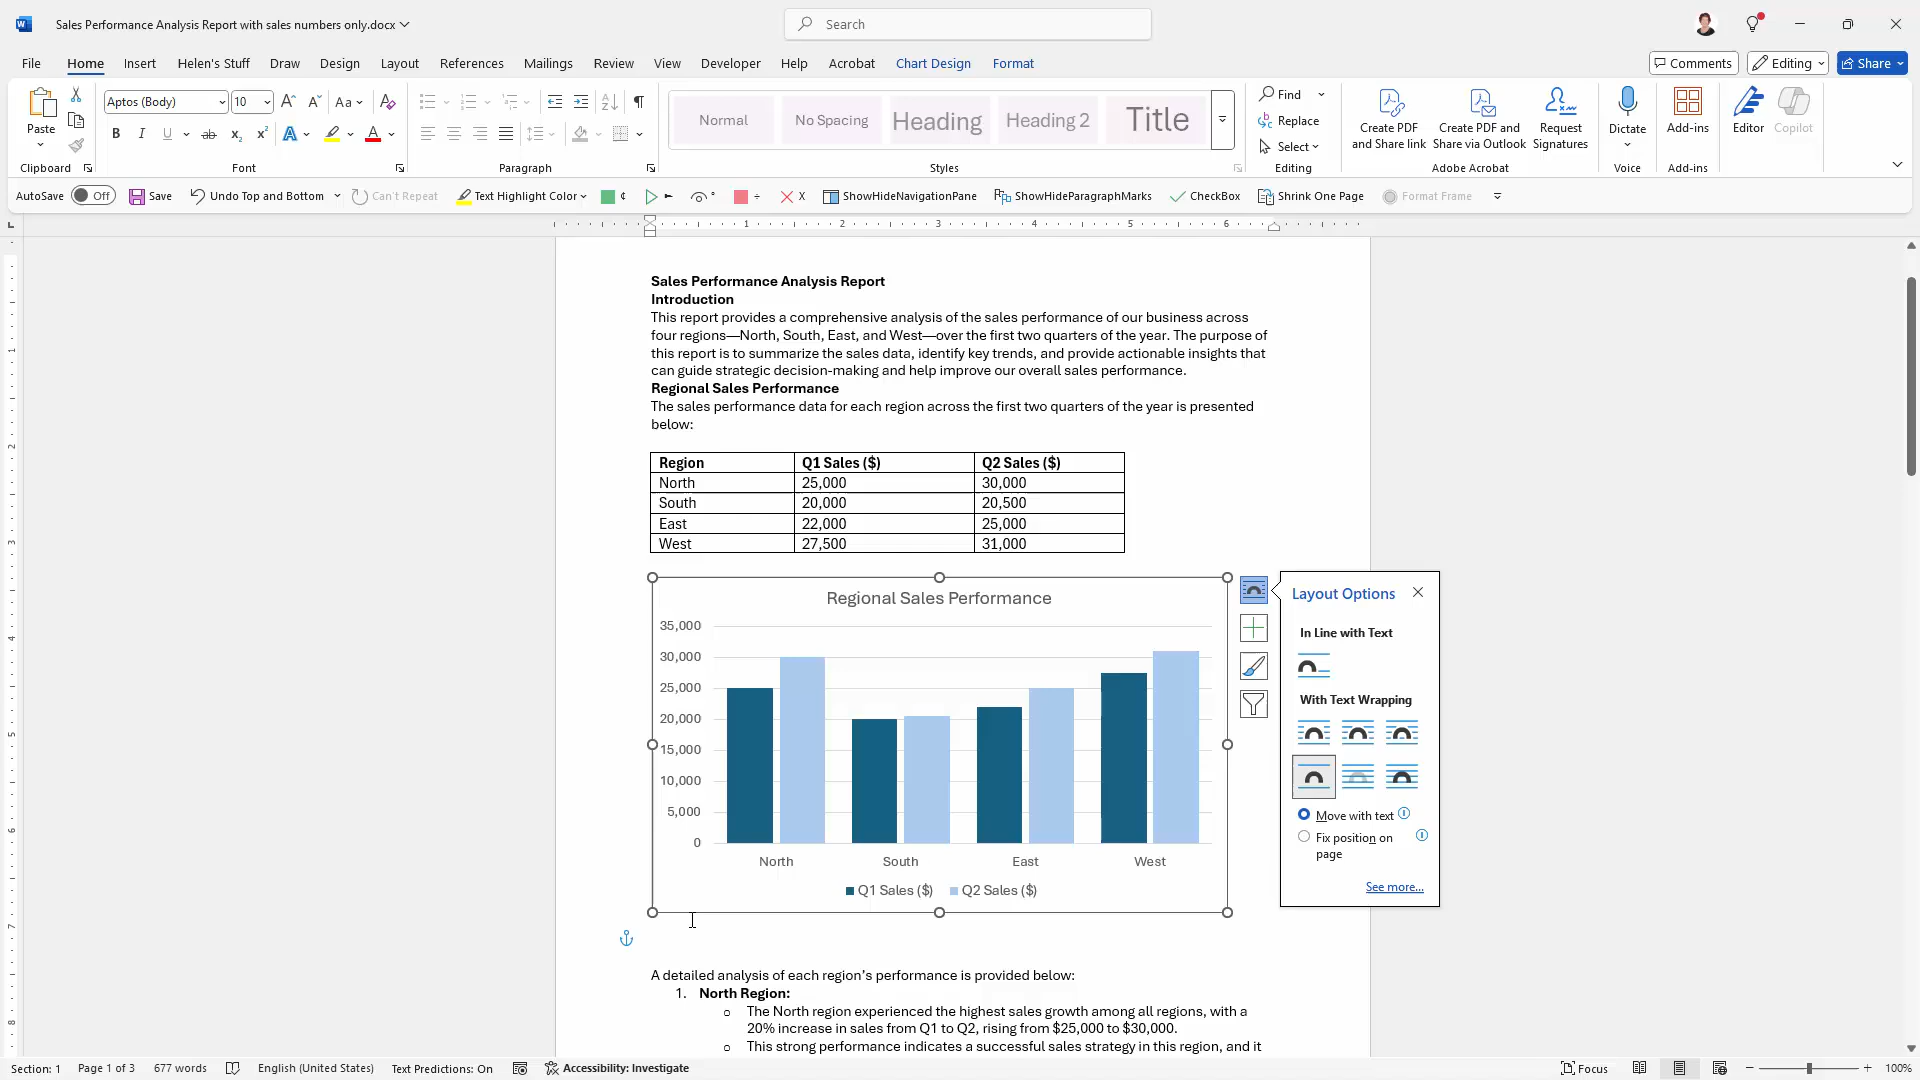 Sales Performance Analysis Report with sales numbers only.docx
Search
File Home Insert Helen's Stuff Draw Design Layout References Mailings Review View Developer Help Acrobat Chart Design Format
Comments Editing Share
Paste
Clipboard
Aptos (Body) 10
Font
Paragraph
Normal No Spacing Heading Heading 2 Title
Styles
Find
Replace
Select
Editing
Create PDF and Share link
Create PDF and Share via Outlook
Request Signatures
Adobe Acrobat
Dictate
Voice
Add-ins
Add-ins
Editor
Copilot
AutoSave Off Save Undo Top and Bottom Can't Repeat Text Highlight Color X ShowHideNavigationPane ShowHideParagraphMarks CheckBox Shrink One Page Format Frame
1 2 3 4 5 6
Sales Performance Analysis Report
Introduction
This report provides a comprehensive analysis of the sales performance of our business across
four regions—North, South, East, and West—over the first two quarters of the year. The purpose of
this report is to summarize the sales data, identify key trends, and provide actionable insights that
can guide strategic decision-making and help improve our overall sales performance.
Regional Sales Performance
The sales performance data for each region across the first two quarters of the year is presented
below:
Region Q1 Sales ($) Q2 Sales ($)
North 25,000 30,000
South 20,000 20,500
East 22,000 25,000
West 27,500 31,000
Regional Sales Performance
35,000
30,000
25,000
20,000
15,000
10,000
5,000
0
North South East West
Q1 Sales ($) Q2 Sales ($)
Layout Options
In Line with Text
With Text Wrapping
Move with text
Fix position on
page
See more...
A detailed analysis of each region's performance is provided below:
1. North Region:
o The North region experienced the highest sales growth among all regions, with a
20% increase in sales from Q1 to Q2, rising from $25,000 to $30,000.
o This strong performance indicates a successful sales strategy in this region, and it
Section: 1 Page 1 of 3 677 words English (United States) Text Predictions: On Accessibility: Investigate Focus 100%